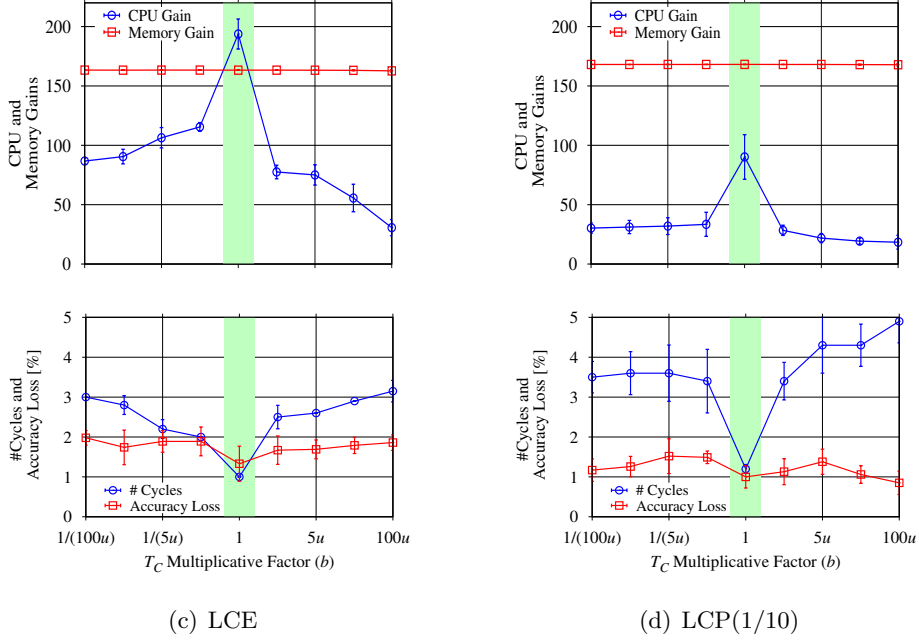 CPU Gain
Memory Gain
200
150
100
50
0
CPU and
Memory Gains
CPU Gain
Memory Gain
200
150
100
50
0
CPU and
Memory Gains
5
4
3
2
1
0
#Cycles and
Accuracy Loss [%]
# Cycles
Accuracy Loss
1/(100u) 1/(5u) 1 5u 100u
T_C Multiplicative Factor (b)
5
4
3
2
1
0
#Cycles and
Accuracy Loss [%]
# Cycles
Accuracy Loss
1/(100u) 1/(5u) 1 5u 100u
T_C Multiplicative Factor (b)
(c) LCE
(d) LCP(1/10)